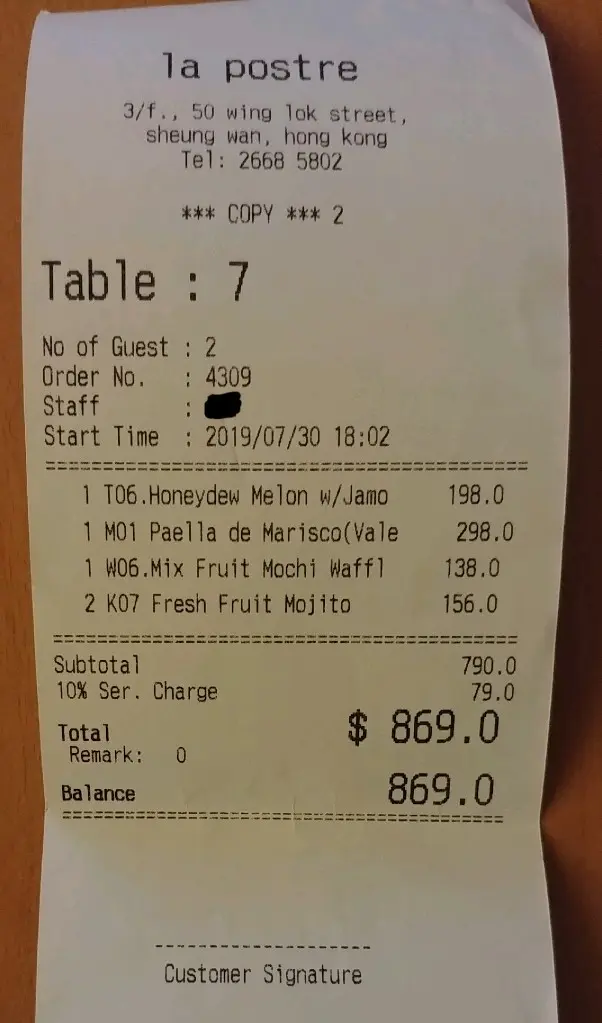 la postre
3/f., 50 wing lok street,
sheung wan, hong kong
Tel: 2668 5802
*** COPY *** 2
Table : 7
No of Guest : 2
Order No. : 4309
Staff :
Start Time : 2019/07/30 18:02
1 T06.Honeydew Melon w/Jamo 198.0
1 M01 Paella de Marisco(Vale 298.0
1 W06.Mix Fruit Mochi Waffl 138.0
2 K07 Fresh Fruit Mojito 156.0
Subtotal 790.0
10% Ser. Charge 79.0
Total $ 869.0
Remark: 0
Balance 869.0
Customer Signature